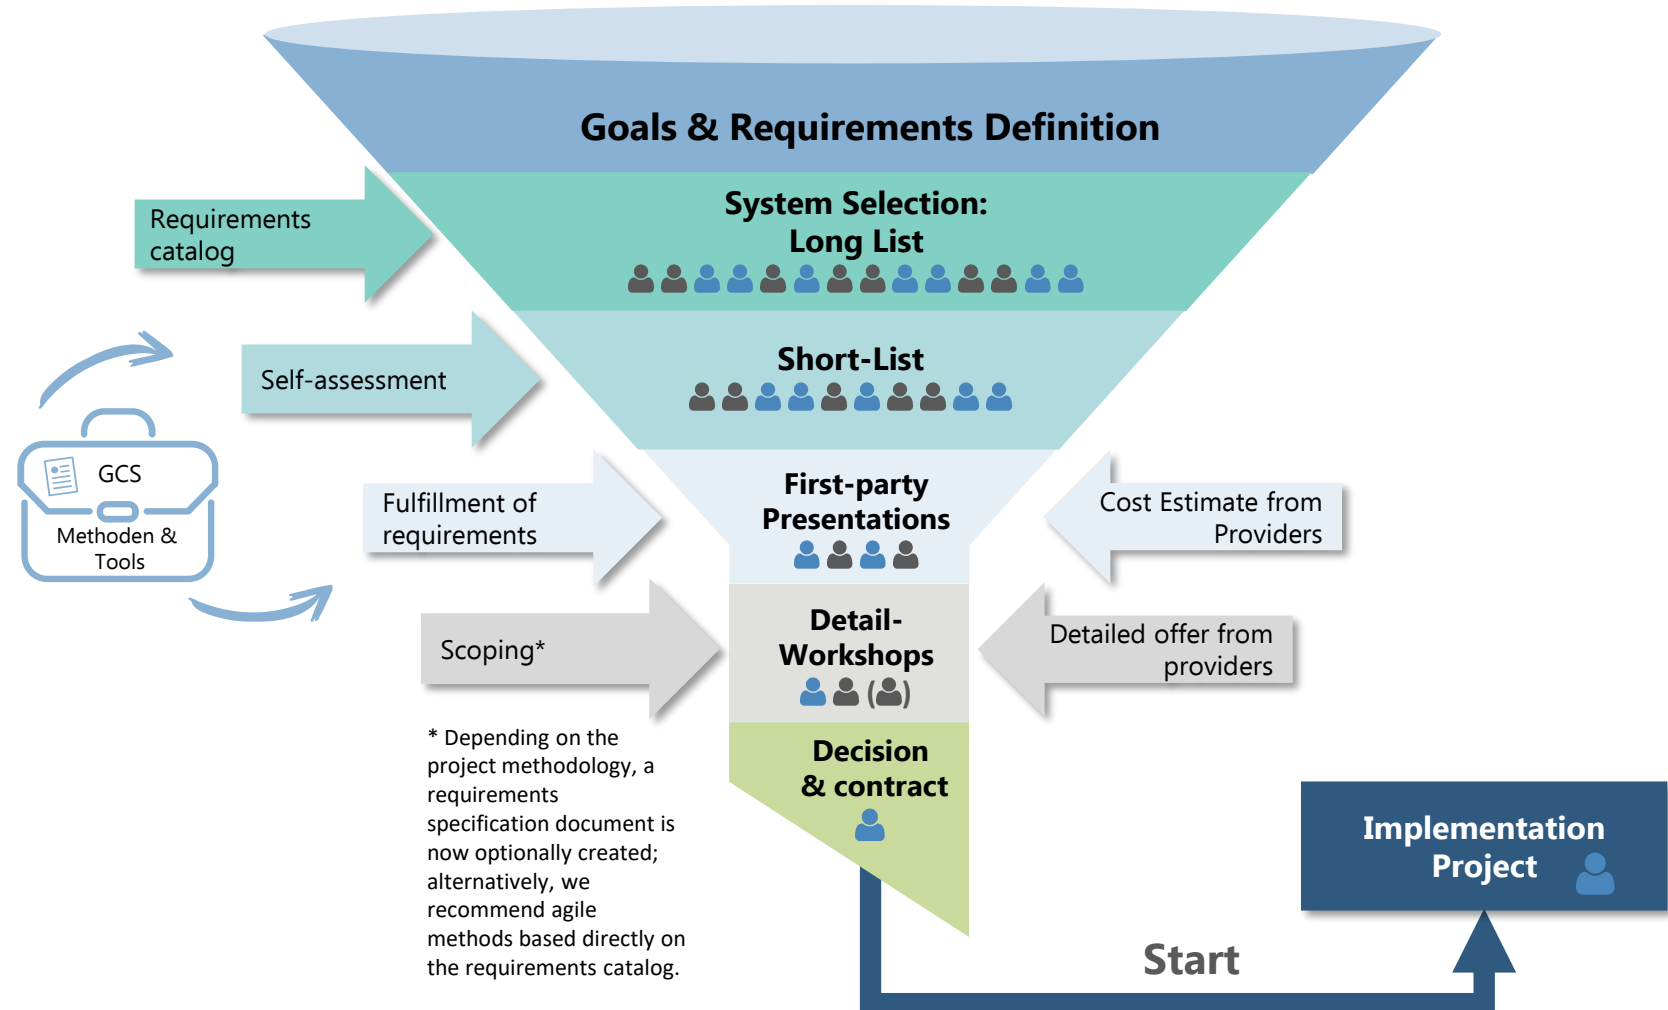 Goals & Requirements Definition
System Selection:
Long List
Requirements
catalog
Short-List
Self-assessment
GCS
Methoden &
Tools
First-party
Presentations
Fulfillment of
requirements
Cost Estimate from
Providers
Detail-
Workshops
( )
Scoping*
Detailed offer from
providers
* Depending on the
project methodology, a
requirements
specification document is
now optionally created;
alternatively, we
recommend agile
methods based directly on
the requirements catalog.
Decision
& contract
Implementation
Project
Start